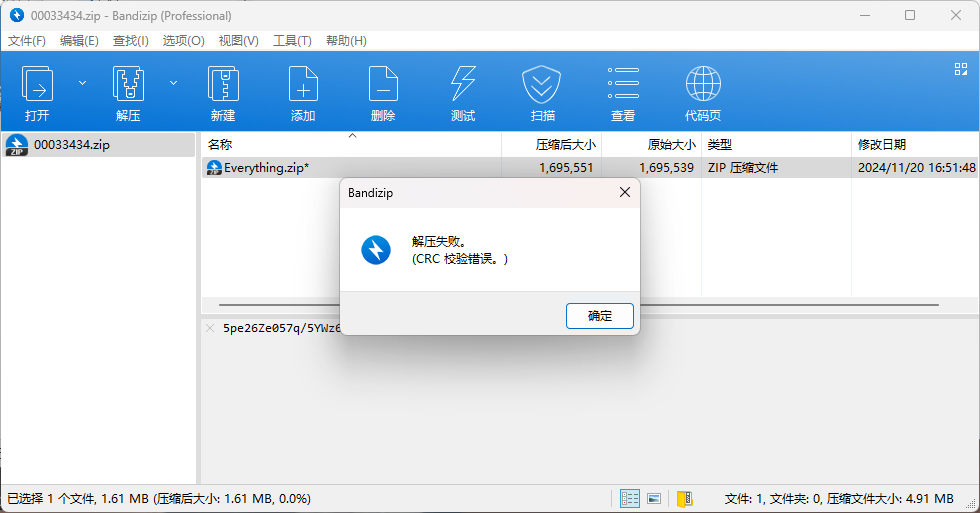 00033434.zip - Bandizip (Professional)
文件(F) 编辑(E) 查找(I) 选项(O) 视图(V) 工具(T) 帮助(H)
打开 解压 新建 添加 删除 测试 扫描 查看 代码页
00033434.zip
名称 压缩后大小 原始大小 类型 修改日期
Everything.zip* 1,695,551 1,695,539 ZIP 压缩文件 2024/11/20 16:51:48
Bandizip
解压失败。
(CRC 校验错误。)
确定
已选择 1 个文件, 1.61 MB (压缩后大小: 1.61 MB, 0.0%)
文件: 1, 文件夹: 0, 压缩文件大小: 4.91 MB